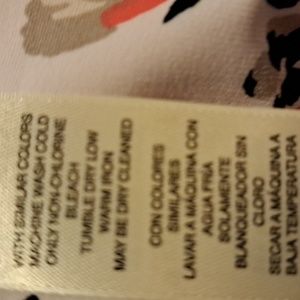 WITH SIMILAR COLORS
MACHINE WASH COLD
ONLY NON-CHLORINE
BLEACH
TUMBLE DRY LOW
WARM IRON
MAY BE DRY CLEANED
CON COLORES
SIMILARES
LAVAR A MÁQUINA CON
AGUA FRÍA
SOLAMENTE
BLANQUEADOR SIN
CLORO
SECAR A MÁQUINA A
BAJA TEMPERATURA